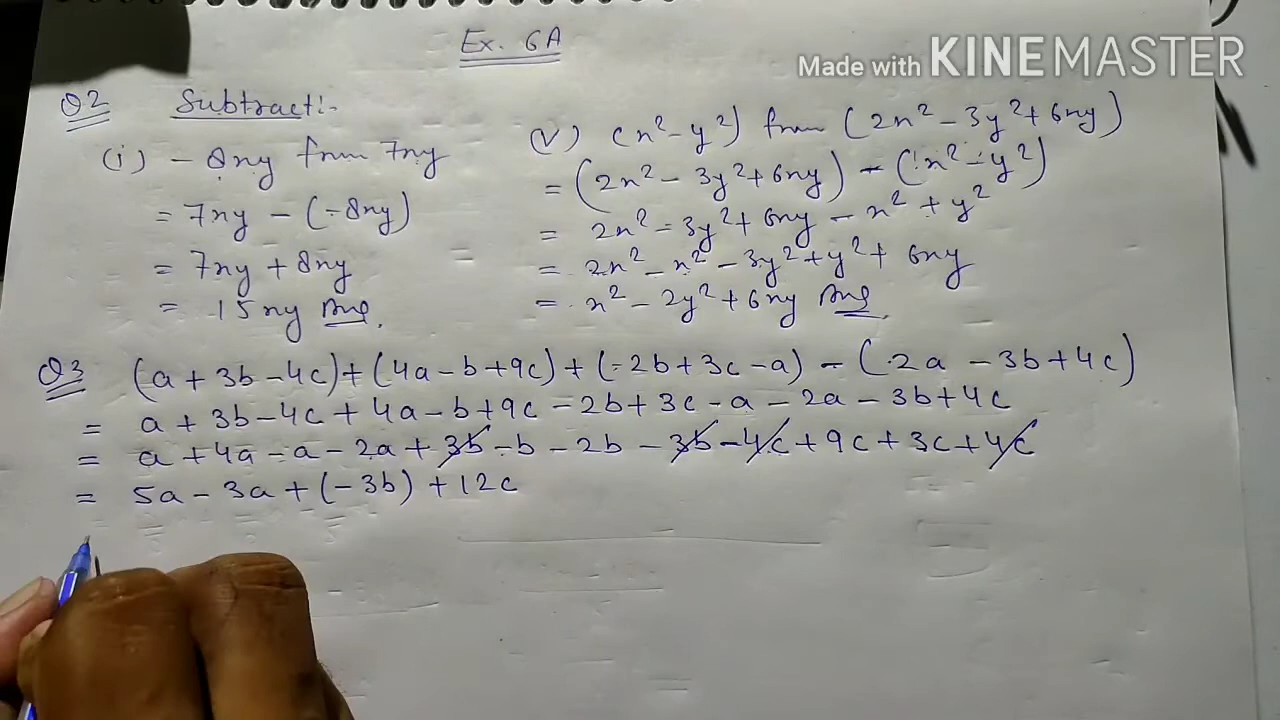 Ex. 6A
Made with KINEMASTER
Q2 Subtract:-
(i) - 8xy from 7xy
= 7xy - (-8xy)
= 7xy + 8xy
= 15xy Ans.
(V) (x² - y²) from (2x² - 3y² + 6xy)
= (2x² - 3y² + 6xy) - (x² - y²)
= 2x² - 3y² + 6xy - x² + y²
= 2x² - x² - 3y² + y² + 6xy
= x² - 2y² + 6xy Ans.
Q3 (a + 3b - 4c) + (4a - b + 9c) + (-2b + 3c - a) - (2a - 3b + 4c)
= a + 3b - 4c + 4a - b + 9c - 2b + 3c - a - 2a - 3b + 4c
= a + 4a - a - 2a + 3b - b - 2b - 3b - 4c + 9c + 3c + 4c
= 5a - 3a + (-3b) + 12c